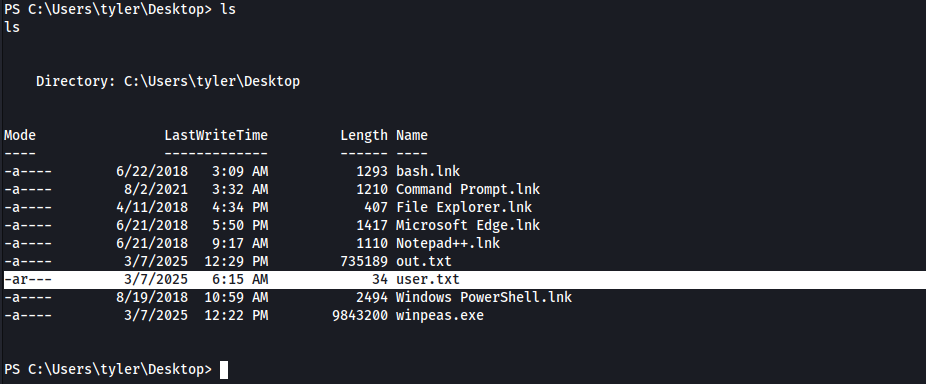 PS C:\Users\tyler\Desktop> ls
ls
    Directory: C:\Users\tyler\Desktop
Mode                LastWriteTime         Length Name
----                -------------         ------ ----
-a----        6/22/2018   3:09 AM           1293 bash.lnk
-a----         8/2/2021   3:32 AM           1210 Command Prompt.lnk
-a----        4/11/2018   4:34 PM            407 File Explorer.lnk
-a----        6/21/2018   5:50 PM           1417 Microsoft Edge.lnk
-a----        6/21/2018   9:17 AM           1110 Notepad++.lnk
-a----         3/7/2025  12:29 PM         735189 out.txt
-ar---         3/7/2025   6:15 AM             34 user.txt
-a----        8/19/2018  10:59 AM           2494 Windows PowerShell.lnk
-a----         3/7/2025  12:22 PM        9843200 winpeas.exe
PS C:\Users\tyler\Desktop>